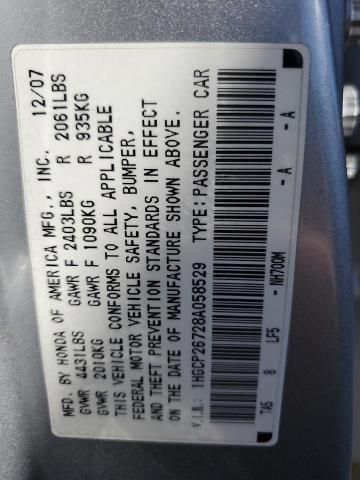 MFD. BY HONDA OF AMERICA MFG., INC. 12/07
GVWR 4431LBS GAWR F 2403LBS R 2061LBS
GVWR 2010KG GAWR F 1090KG R 935KG
THIS VEHICLE CONFORMS TO ALL APPLICABLE
FEDERAL MOTOR VEHICLE SAFETY, BUMPER,
AND THEFT PREVENTION STANDARDS IN EFFECT
ON THE DATE OF MANUFACTURE SHOWN ABOVE.
V.I.N.: 1HGCP26728A058529 TYPE: PASSENGER CAR
TA5 8 LF5 - NH700M - A - A